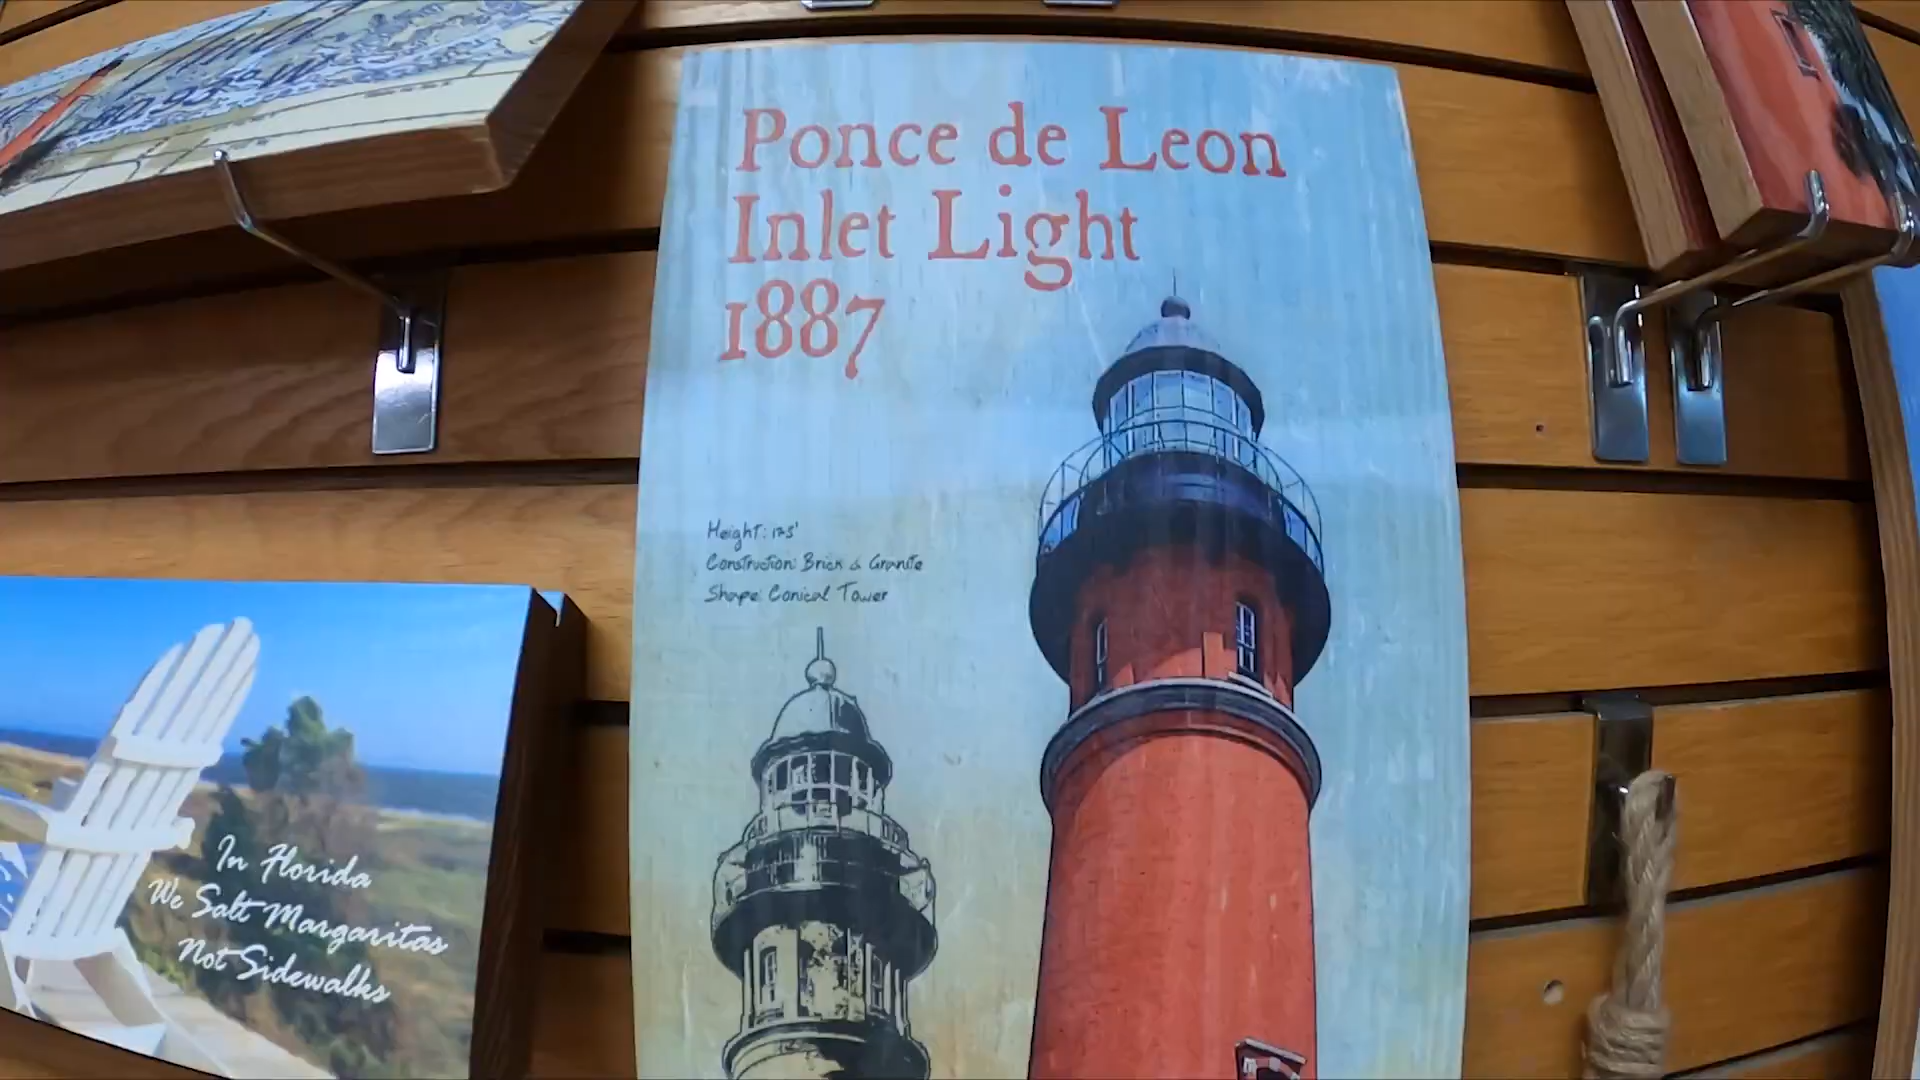 Ponce de Leon
Inlet Light
1887
Height: 175'
Construction: Brick & Granite
Shape: Conical Tower
In Florida
We Salt Margaritas
Not Sidewalks